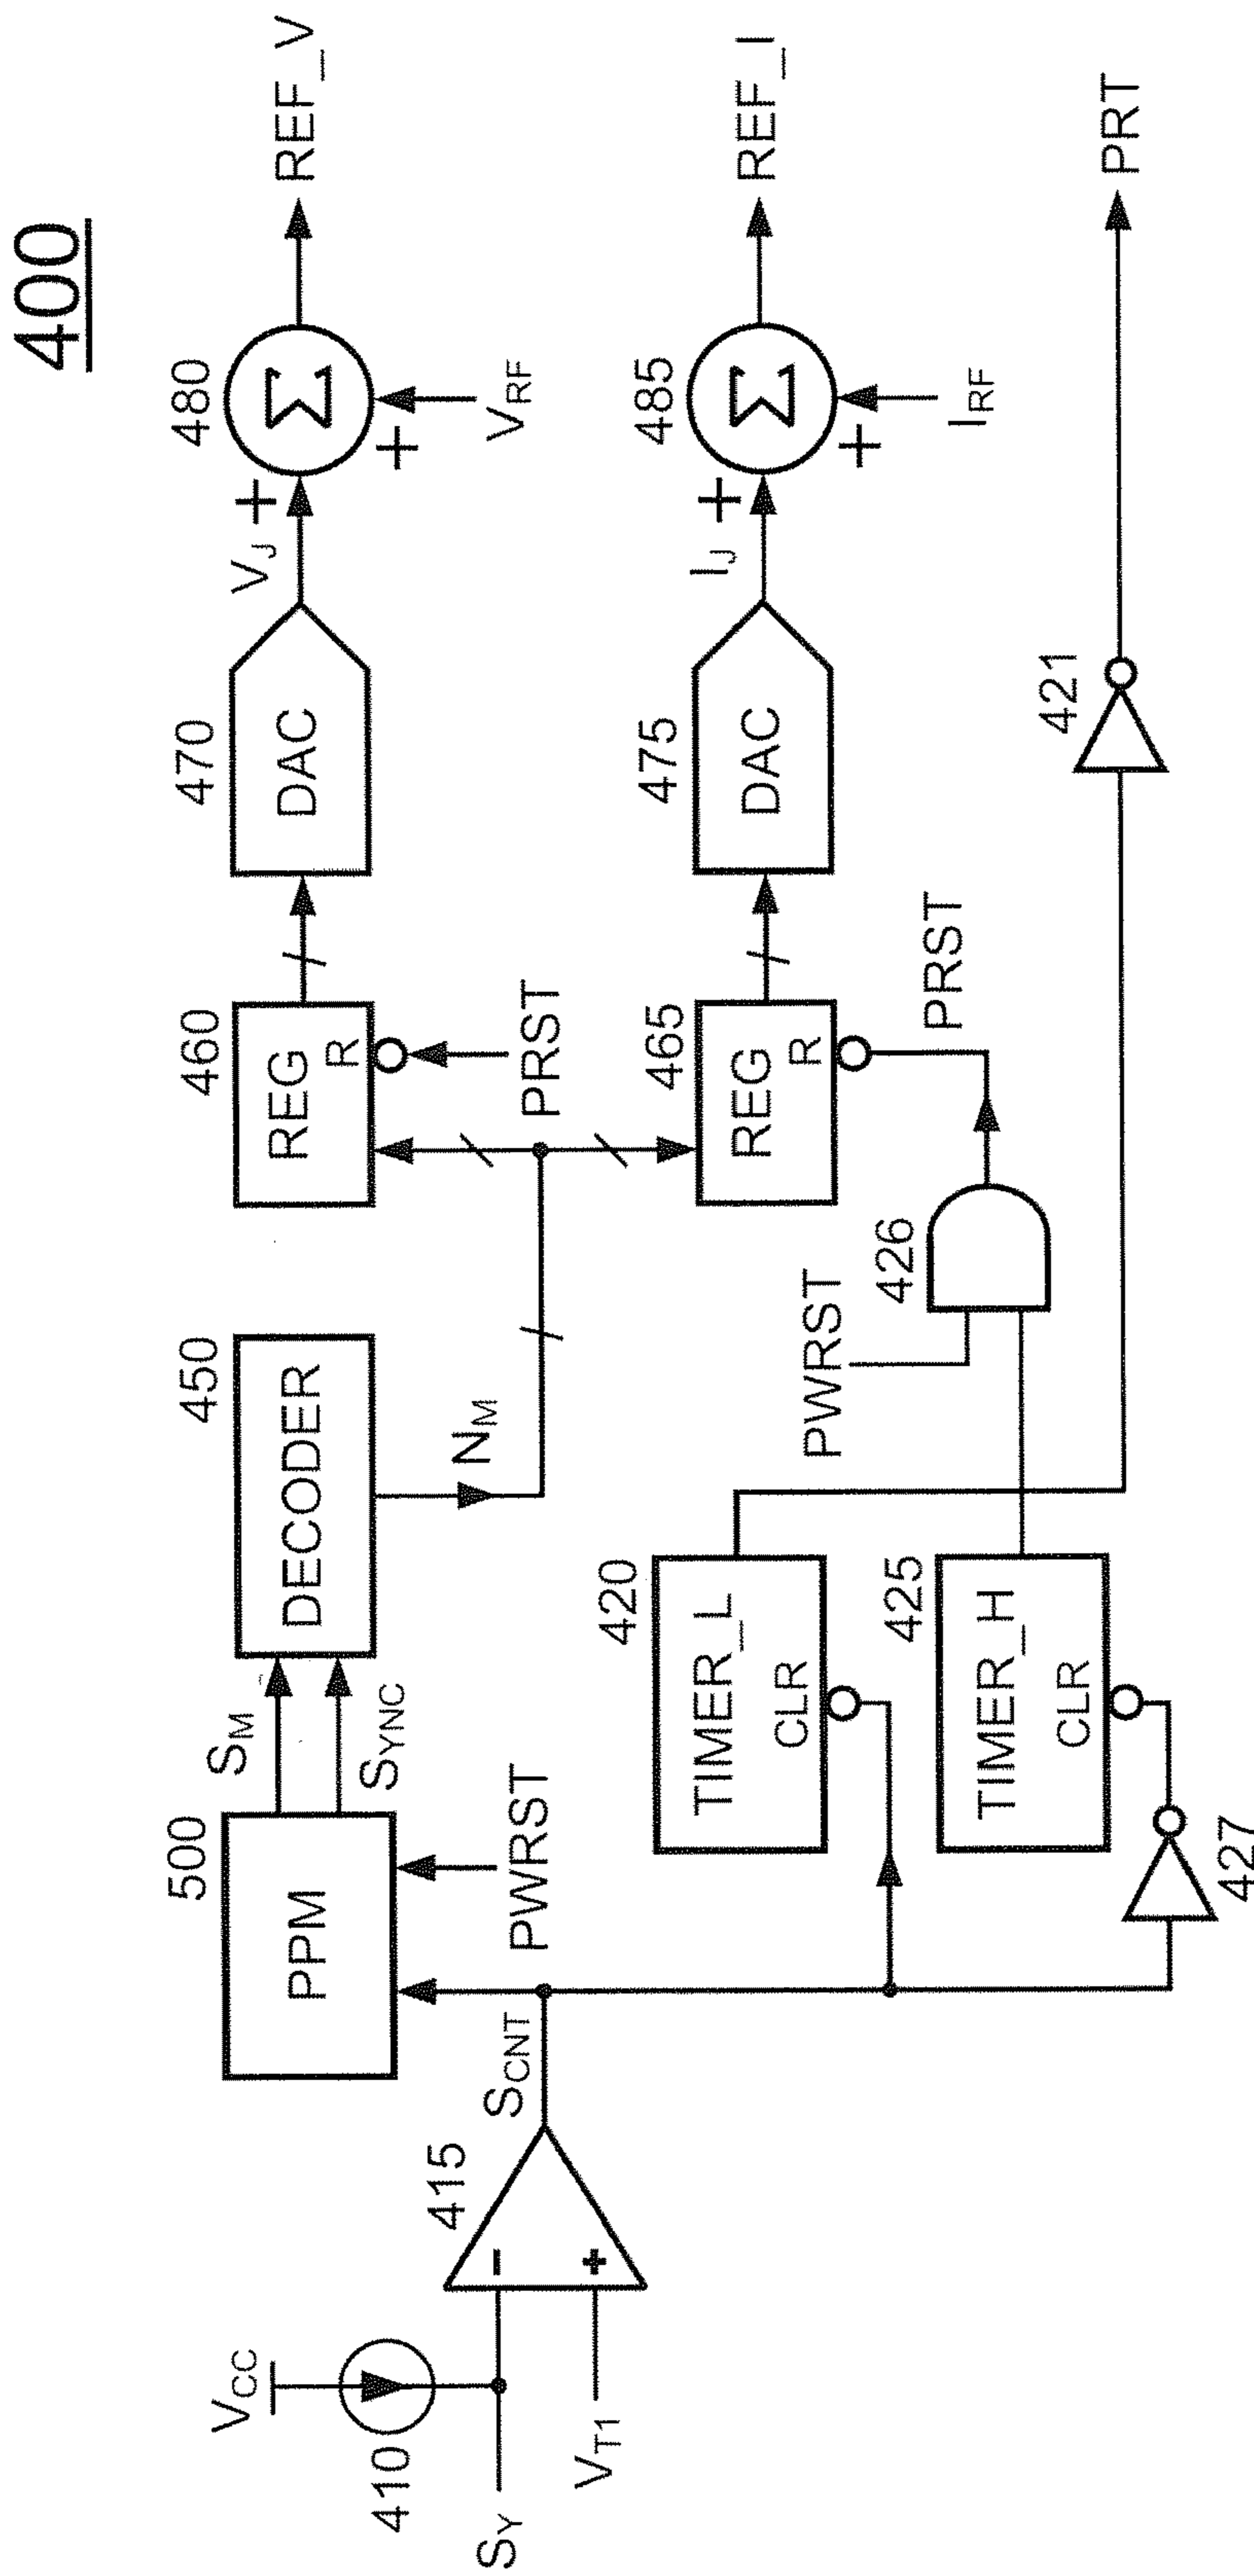 400
480
REF_V
V_J
+
Σ
+
V_RF
470
DAC
460
REG
R
PRST
450
DECODER
N_M
S_M
S_YNC
500
PPM
PWRST
485
REF_I
I_J
+
Σ
+
I_RF
475
DAC
465
REG
R
PRST
426
PWRST
421
PRT
420
TIMER_L
CLR
425
TIMER_H
CLR
427
415
S_CNT
-
+
V_CC
410
S_Y
V_T1